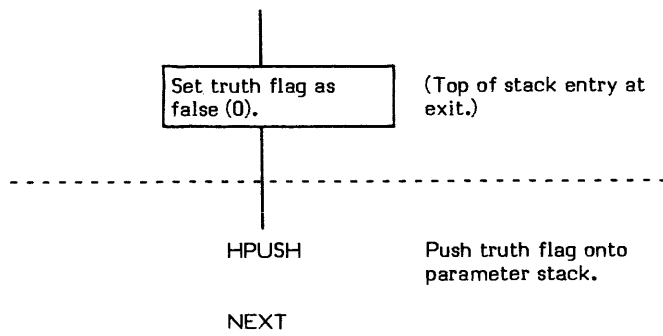 Set truth flag as
false (0).
(Top of stack entry at
exit.)
HPUSH
Push truth flag onto
parameter stack.
NEXT